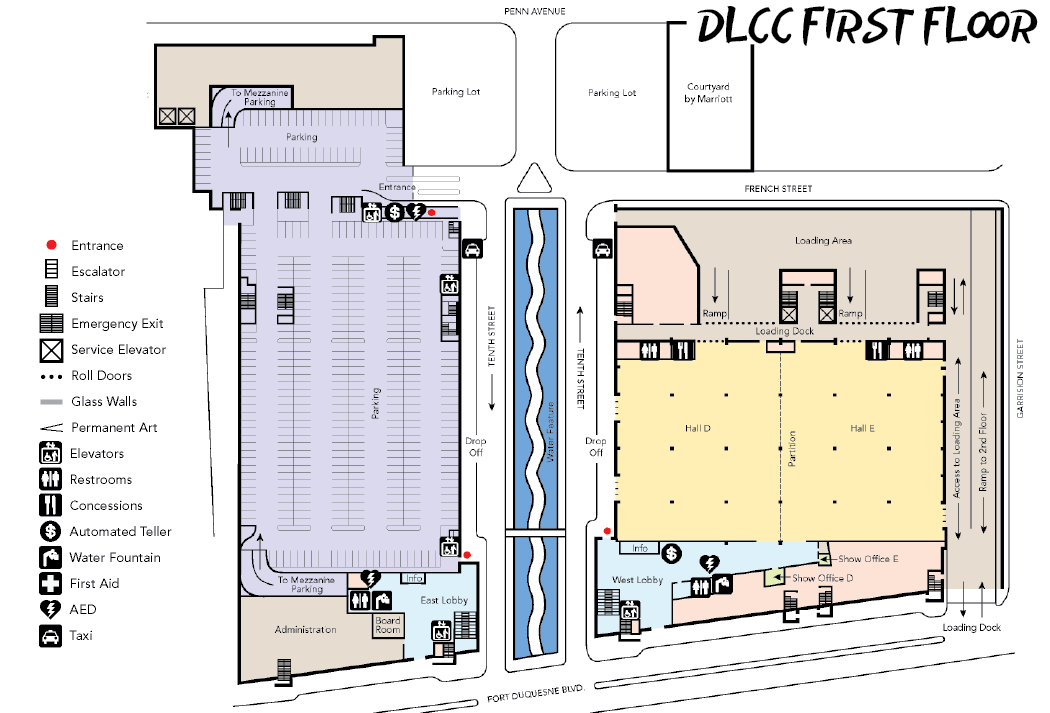 PENN AVENUE
DLCC FIRST FLOOR
To Mezzanine
Parking
Parking Lot
Parking Lot
Courtyard
by Marriott
Parking
Entrance
FRENCH STREET
Entrance
Escalator
Stairs
Emergency Exit
Service Elevator
Roll Doors
Glass Walls
Permanent Art
Elevators
Restrooms
Concessions
Automated Teller
Water Fountain
First Aid
AED
Taxi
Parking
TENTH STREET
Drop
Off
Water Feature
TENTH STREET
Drop
Off
Loading Area
Ramp
Ramp
Loading Dock
Hall D
Partition
Hall E
Access to Loading Area
Ramp to 2nd Floor
GARRISION STREET
To Mezzanine
Parking
Info
East Lobby
Board
Room
Administration
Info
West Lobby
Show Office E
Show Office D
Loading Dock
FORT DUQUESNE BLVD.